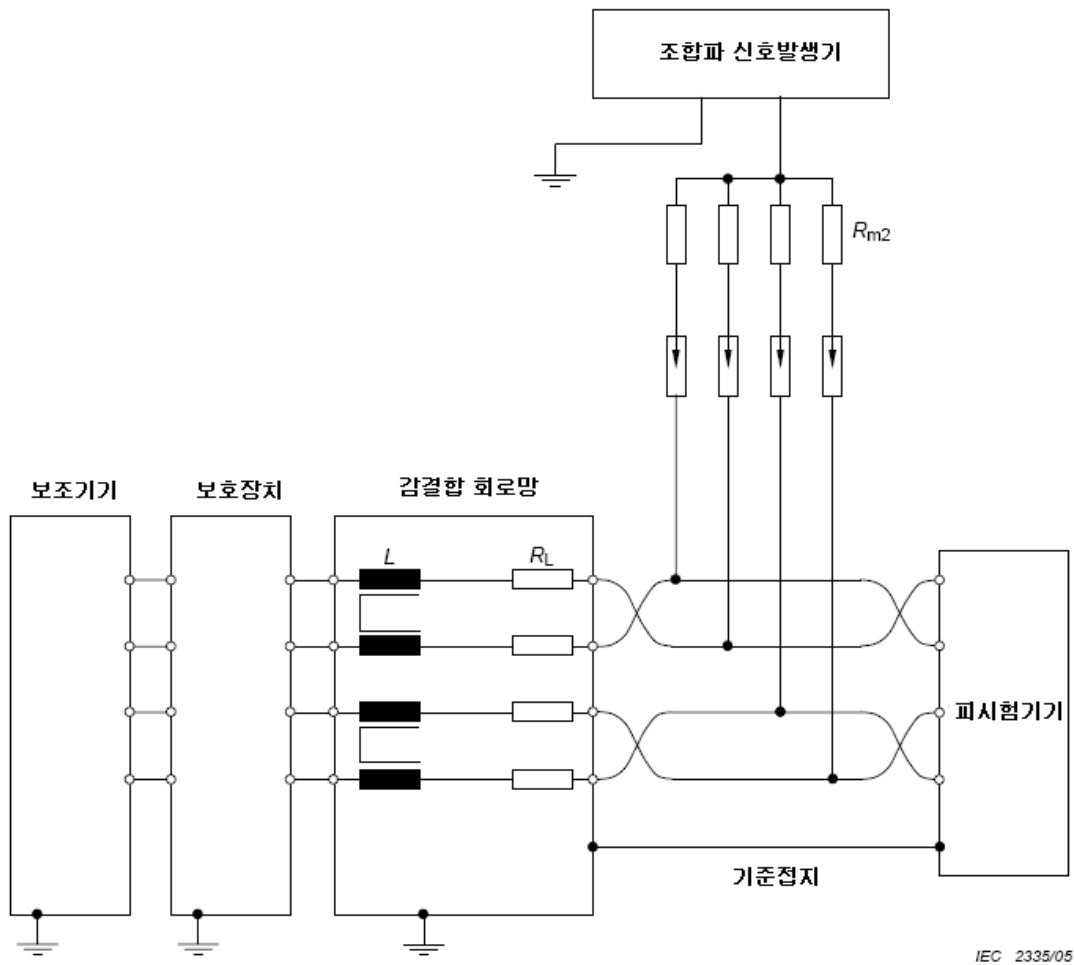 조합파 신호발생기
Rm2
보조기기
보호장치
감결합 회로망
L
RL
피시험기기
기준접지
IEC 2335/05